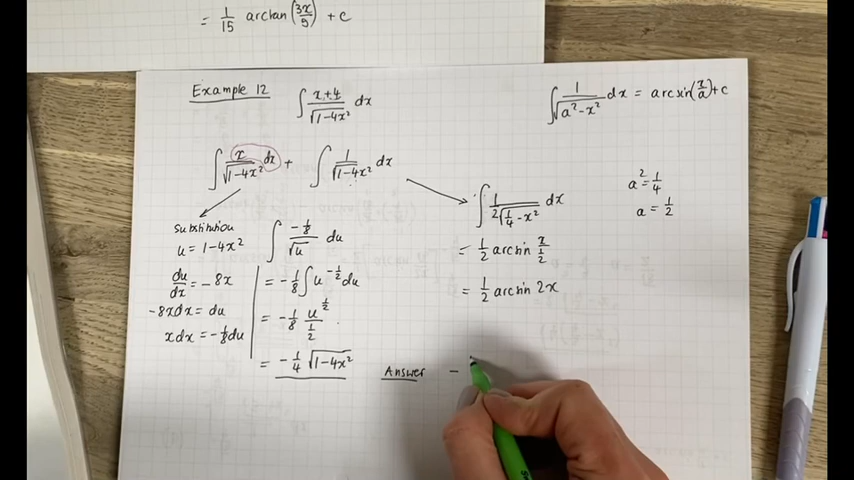 = 1/15 arctan(3x/5) + c
Example 12
∫ x+4/√1-4x² dx
∫ 1/√a²-x² dx = arcsin(x/a)+c
∫ x/√1-4x² dx + ∫ 1/√1-4x² dx
a² = 1/4
a = 1/2
∫ 1/2√1/4-x² dx
= 1/2 arcsin x/1/2
= 1/2 arcsin 2x
substitution
u = 1-4x²
du/dx = -8x
-8x dx = du
x dx = -1/8 du
∫ -1/8/√u du
= -1/8 ∫ u^-1/2 du
= -1/8 u^1/2/1/2
= -1/4 √1-4x²
Answer -